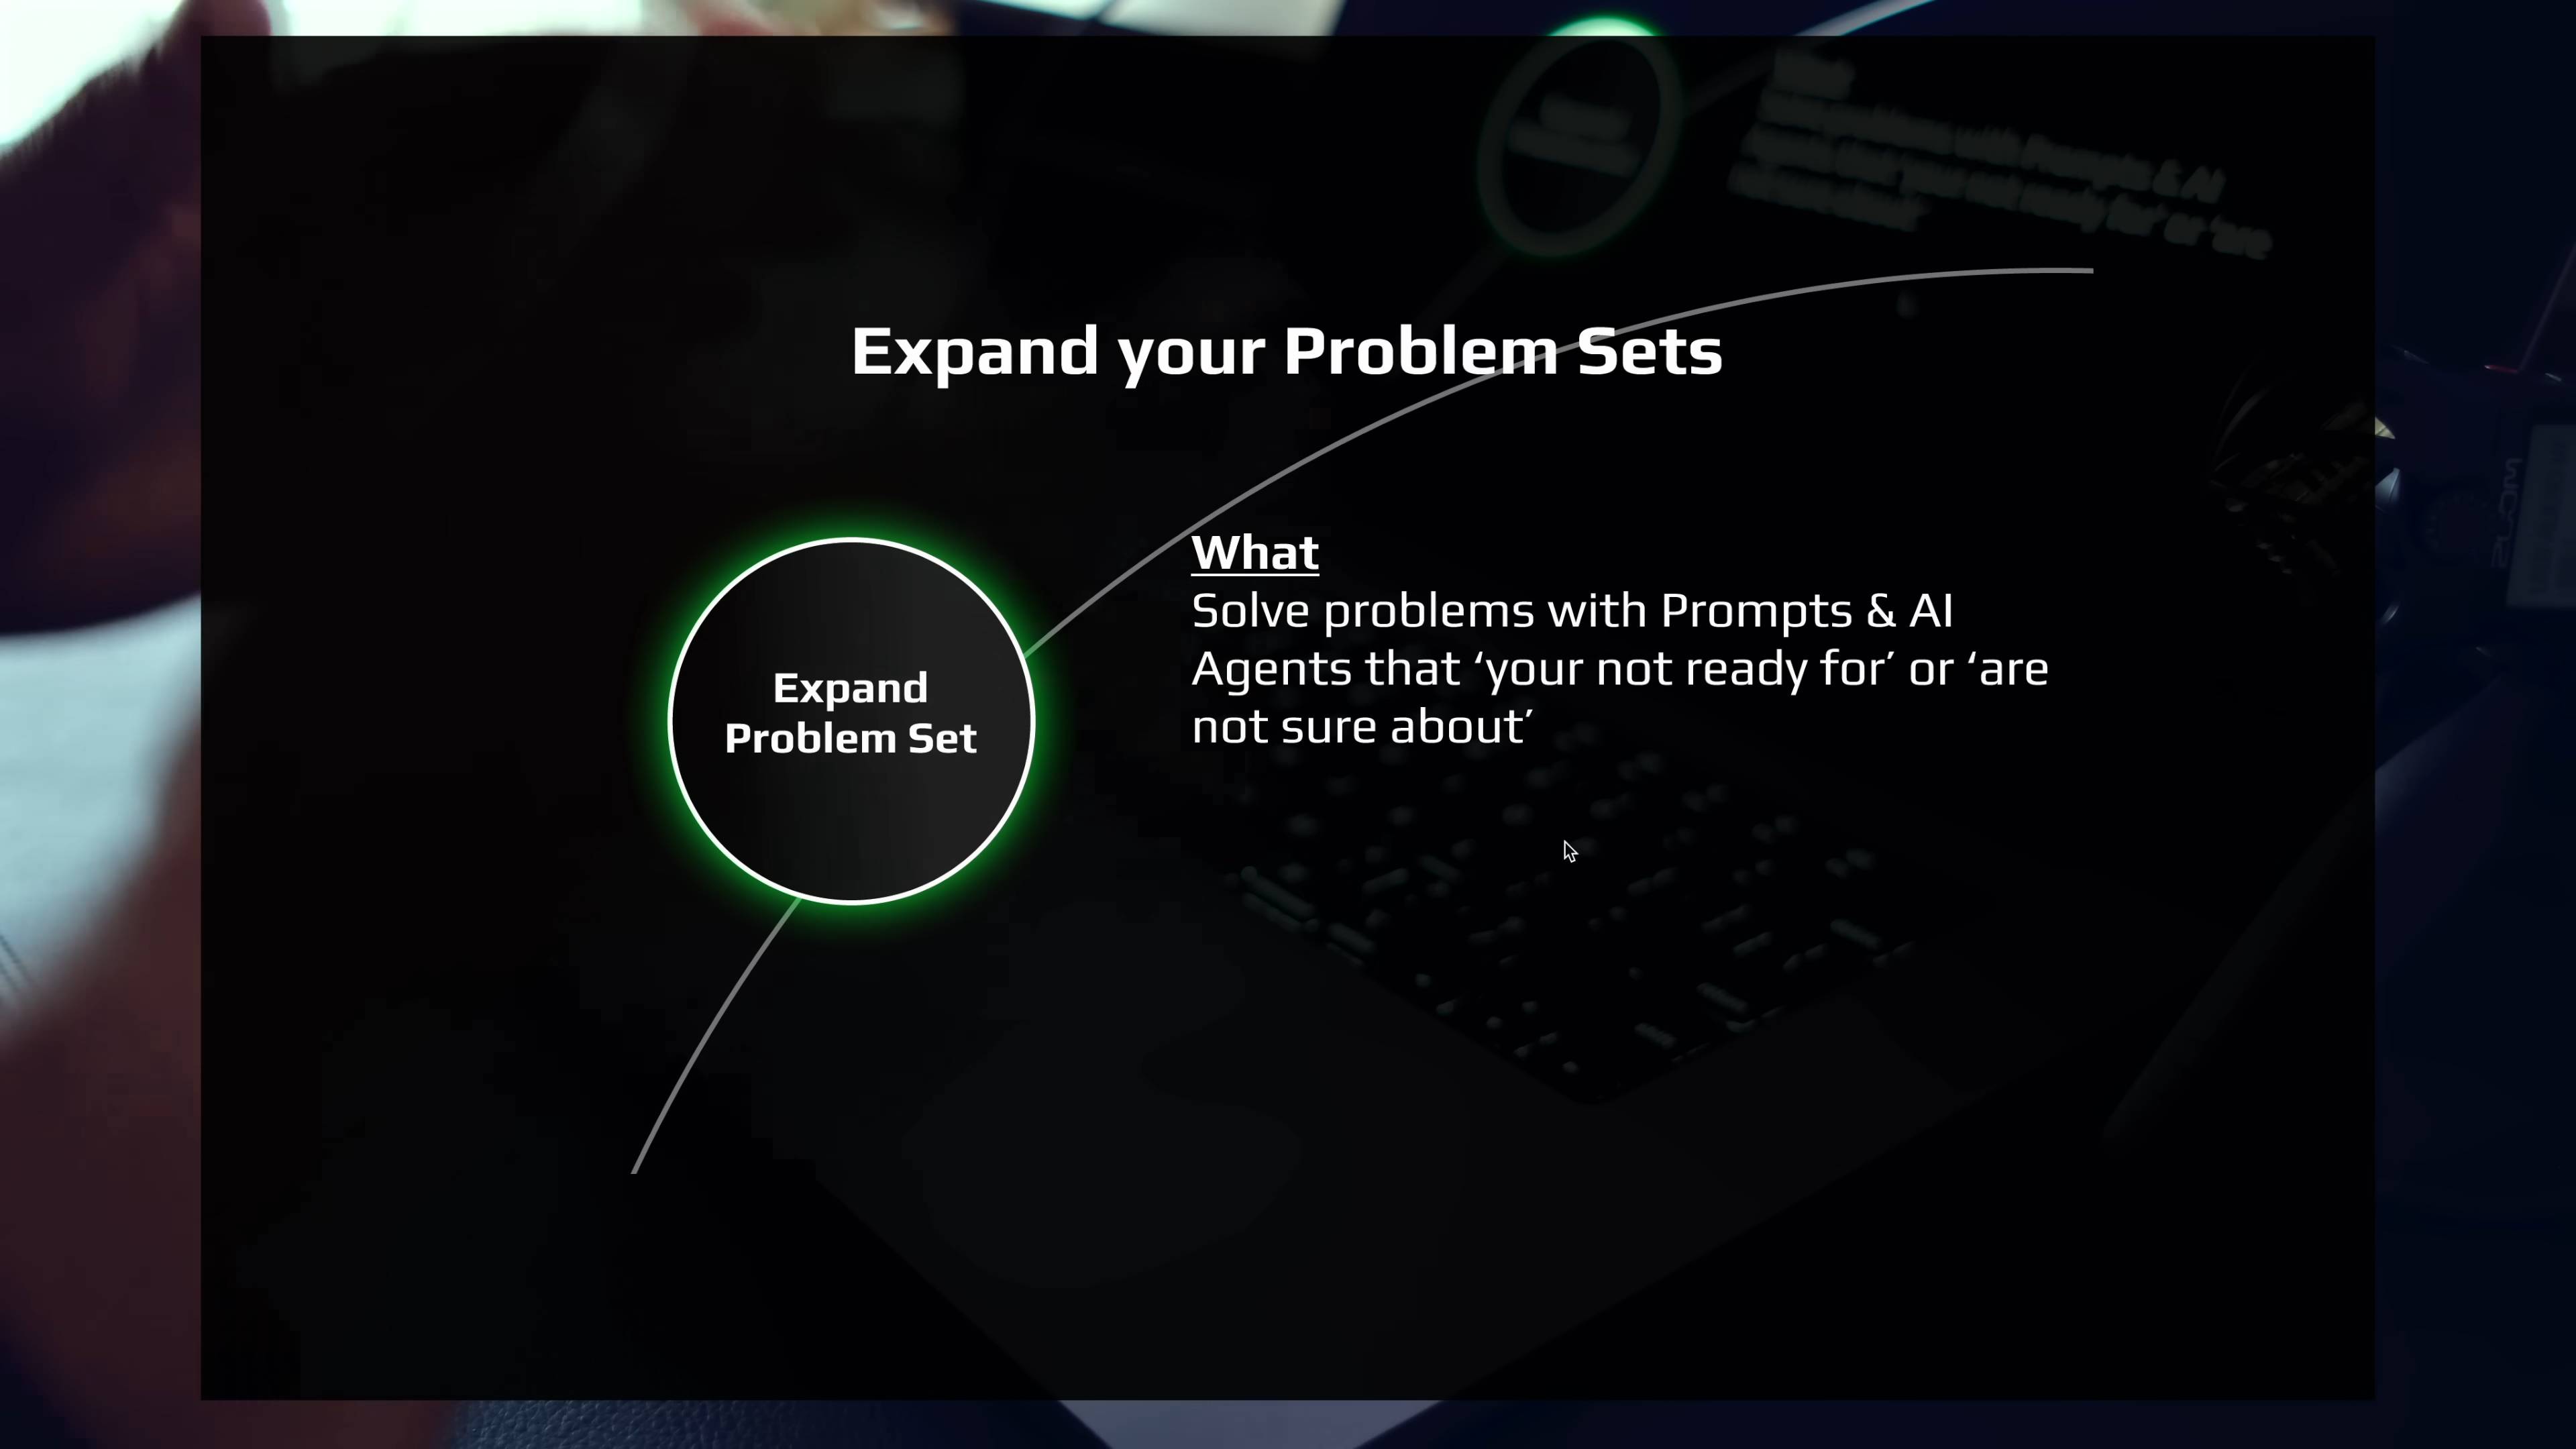 Expand your Problem Sets
Expand
Problem Set
What
Solve problems with Prompts & AI
Agents that ‘your not ready for’ or ‘are
not sure about’